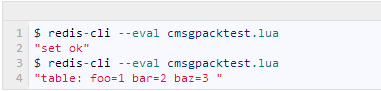 1 $ redis-cli --eval cmsgpacktest.lua
2 "set ok"
3 $ redis-cli --eval cmsgpacktest.lua
4 "table: foo=1 bar=2 baz=3 "